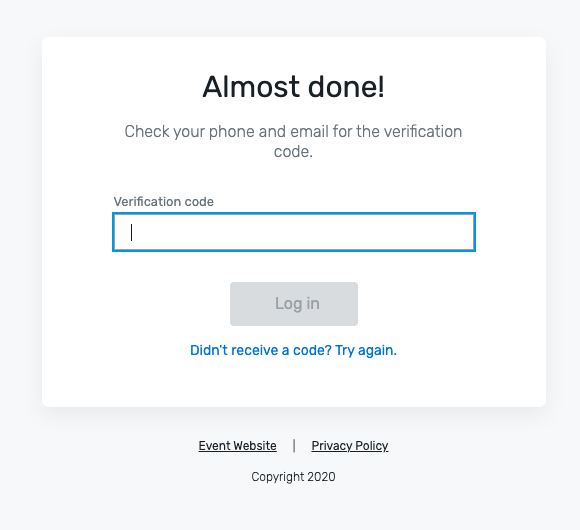 Almost done!
Check your phone and email for the verification
code.
Verification code
Log in
Didn't receive a code? Try again.
Event Website | Privacy Policy
Copyright 2020